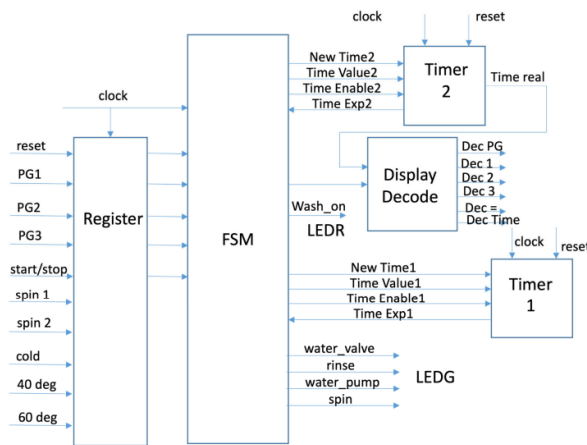 clock
reset
New Time2
Time Value2
Time Enable2
Time Exp2
Timer
2
Time real
clock
reset
PG1
PG2
PG3
start/stop
spin 1
spin 2
cold
40 deg
60 deg
Register
FSM
Display
Decode
Dec PG
Dec 1
Dec 2
Dec 3
Dec =
Dec Time
Wash_on
LEDR
clock
reset
New Time1
Time Value1
Time Enable1
Time Exp1
Timer
1
water_valve
rinse
water_pump
spin
LEDG